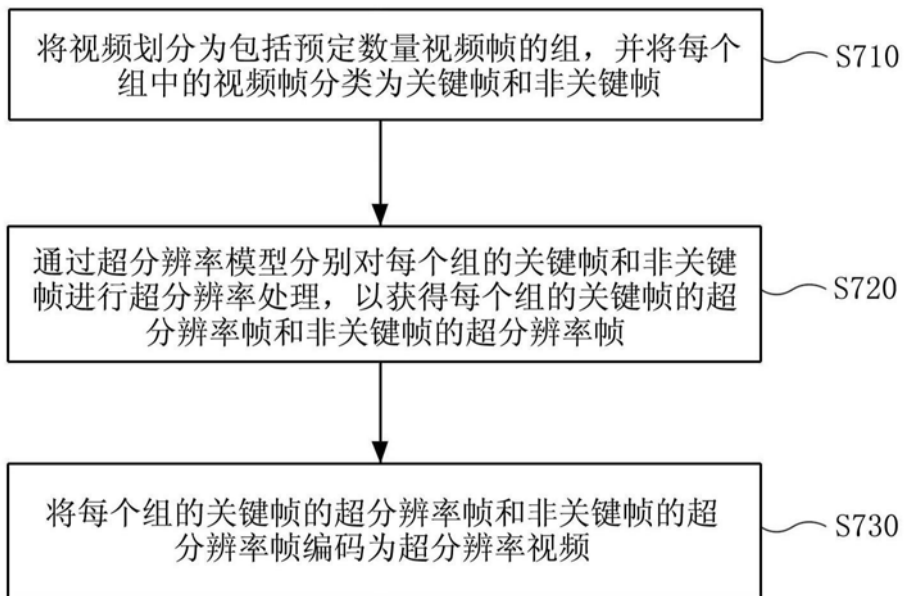 将视频划分为包括预定数量视频帧的组，并将每个
组中的视频帧分类为关键帧和非关键帧
S710
通过超分辨率模型分别对每个组的关键帧和非关键
帧进行超分辨率处理，以获得每个组的关键帧的超
分辨率帧和非关键帧的超分辨率帧
S720
将每个组的关键帧的超分辨率帧和非关键帧的超
分辨率帧编码为超分辨率视频
S730